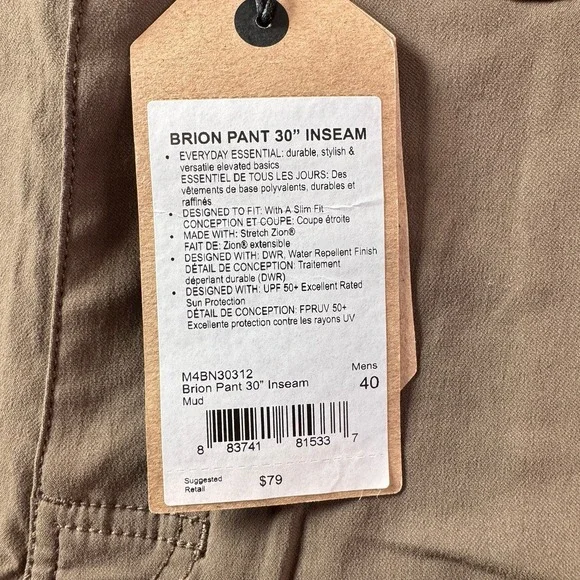 BRION PANT 30” INSEAM
• EVERYDAY ESSENTIAL: durable, stylish &
versatile elevated basics
ESSENTIEL DE TOUS LES JOURS: Des
vêtements de base polyvalents, durables et
raffinés
• DESIGNED TO FIT: With A Slim Fit
CONCEPTION ET COUPE: Coupe étroite
• MADE WITH: Stretch Zion®
FAIT DE: Zion® extensible
• DESIGNED WITH: DWR, Water Repellent Finish
DÉTAIL DE CONCEPTION: Traitement
déperlant durable (DWR)
• DESIGNED WITH: UPF 50+ Excellent Rated
Sun Protection
DÉTAIL DE CONCEPTION: FPRUV 50+
Excellente protection contre les rayons UV
M4BN30312
Brion Pant 30” Inseam
Mud
Mens
40
8 83741 81533 7
Suggested
Retail
$79